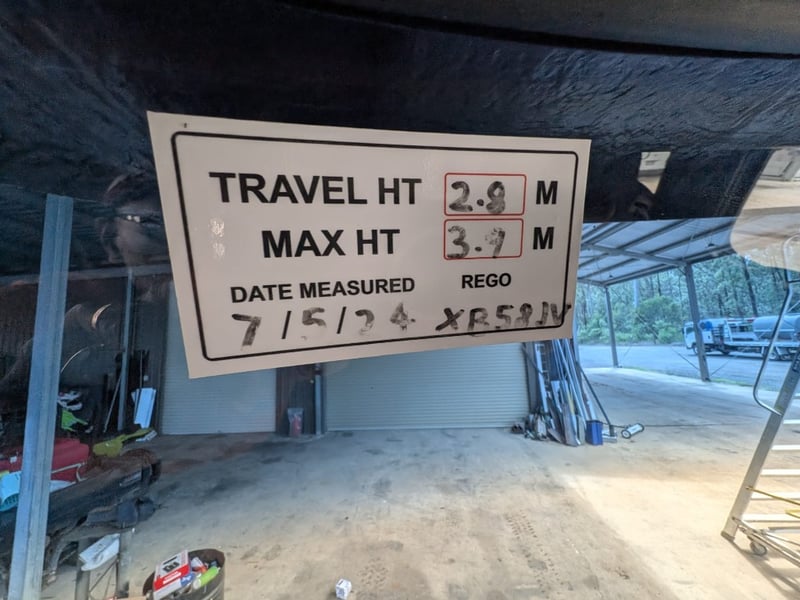 TRAVEL HT 2.8 M
MAX HT 3.9 M
DATE MEASURED REGO
7/5/24 XB58JV